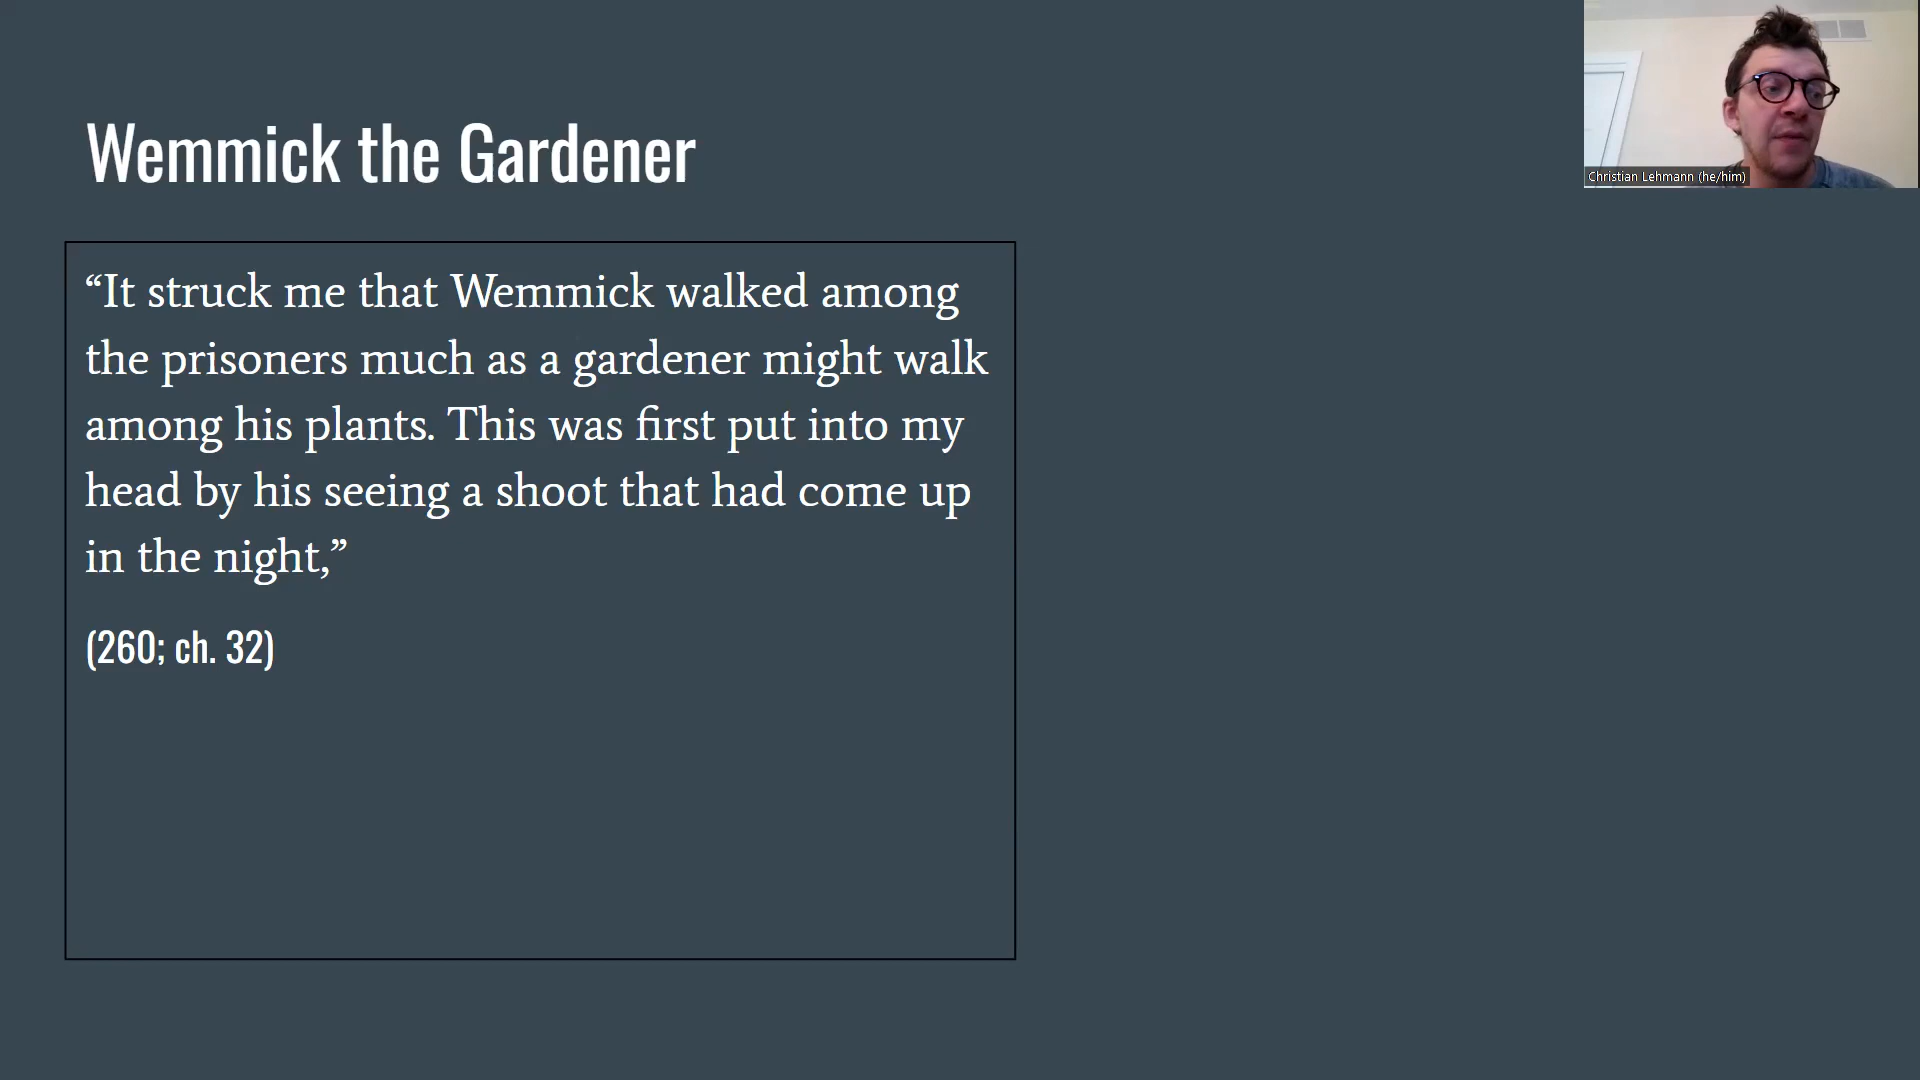 Wemmick the Gardener
“It struck me that Wemmick walked among
the prisoners much as a gardener might walk
among his plants. This was first put into my
head by his seeing a shoot that had come up
in the night,”
(260; ch. 32)
Christian Lehmann (he/him)